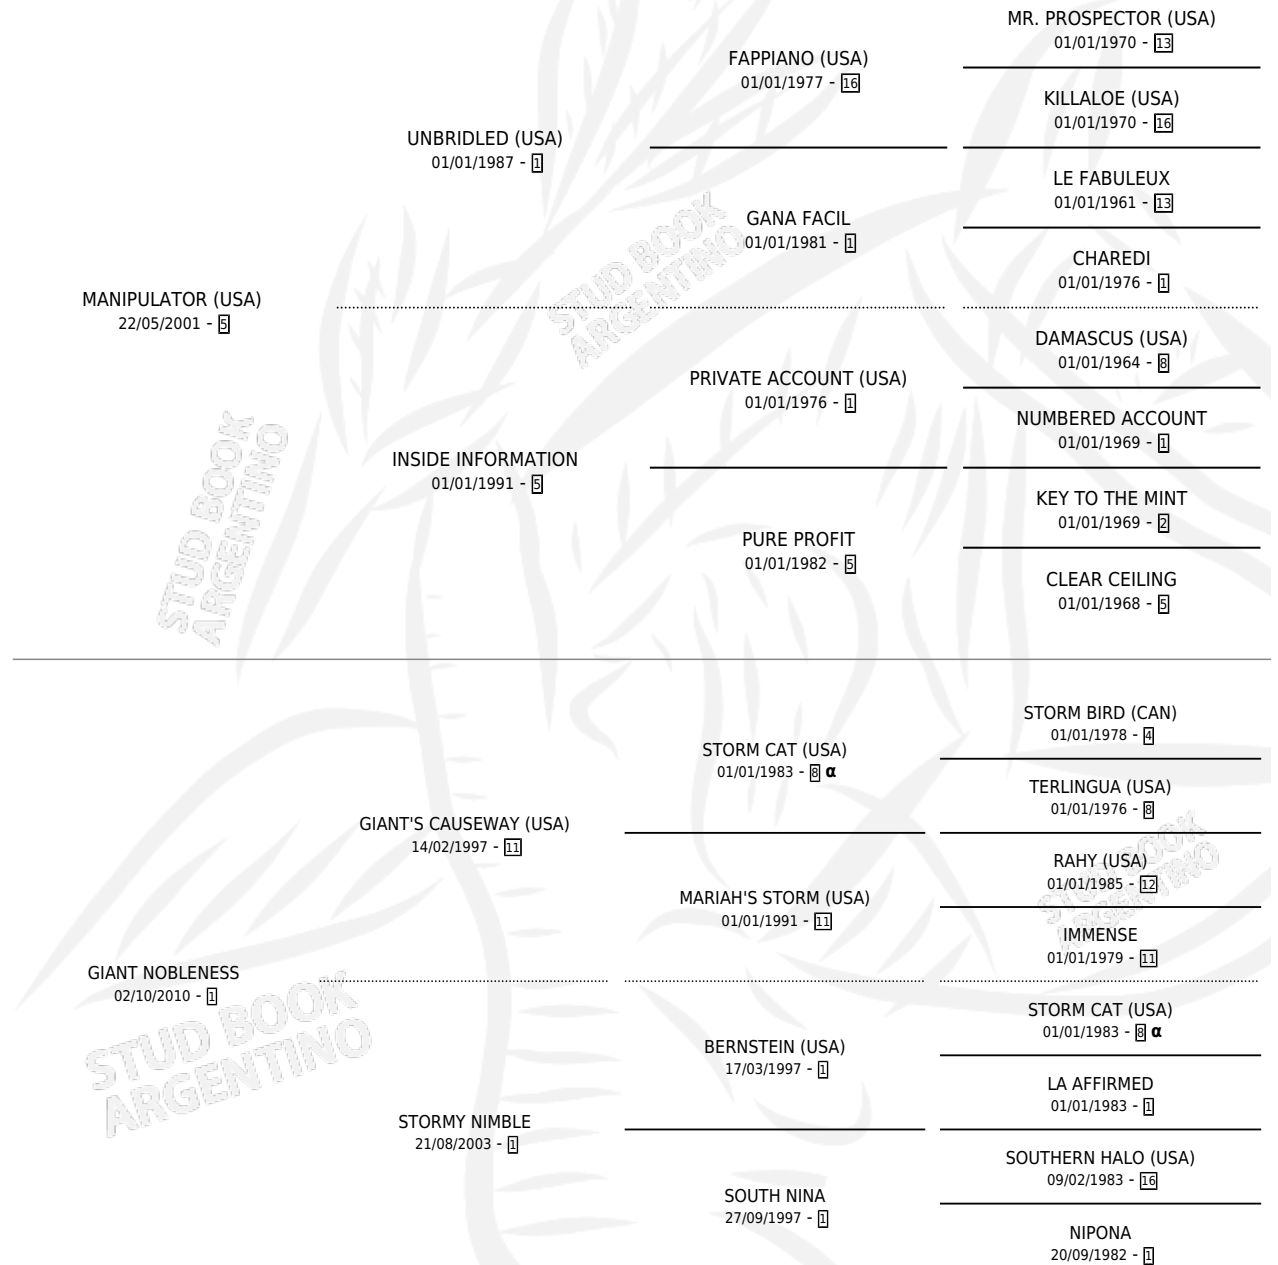 MR. PROSPECTOR (USA)
01/01/1970 - 13
FAPPIANO (USA)
01/01/1977 - 16
KILLALOE (USA)
01/01/1970 - 16
UNBRIDLED (USA)
01/01/1987 - 1
LE FABULEUX
01/01/1961 - 13
GANA FACIL
01/01/1981 - 1
CHAREDI
01/01/1976 - 1
MANIPULATOR (USA)
22/05/2001 - 5
DAMASCUS (USA)
01/01/1964 - 8
PRIVATE ACCOUNT (USA)
01/01/1976 - 1
NUMBERED ACCOUNT
01/01/1969 - 1
INSIDE INFORMATION
01/01/1991 - 5
KEY TO THE MINT
01/01/1969 - 2
PURE PROFIT
01/01/1982 - 5
CLEAR CEILING
01/01/1968 - 5
STORM BIRD (CAN)
01/01/1978 - 4
STORM CAT (USA)
01/01/1983 - 8 α
TERLINGUA (USA)
01/01/1976 - 8
GIANT'S CAUSEWAY (USA)
14/02/1997 - 11
RAHY (USA)
01/01/1985 - 12
MARIAH'S STORM (USA)
01/01/1991 - 11
IMMENSE
01/01/1979 - 11
GIANT NOBLENESS
02/10/2010 - 1
STORM CAT (USA)
01/01/1983 - 8 α
BERNSTEIN (USA)
17/03/1997 - 1
LA AFFIRMED
01/01/1983 - 1
STORMY NIMBLE
21/08/2003 - 1
SOUTHERN HALO (USA)
09/02/1983 - 16
SOUTH NINA
27/09/1997 - 1
NIPONA
20/09/1982 - 1
STUD BOOK
ARGENTINO
STUD BOOK
ARGENTINO
STUD BOOK
ARGENTINO
STUD BOOK
ARGENTINO